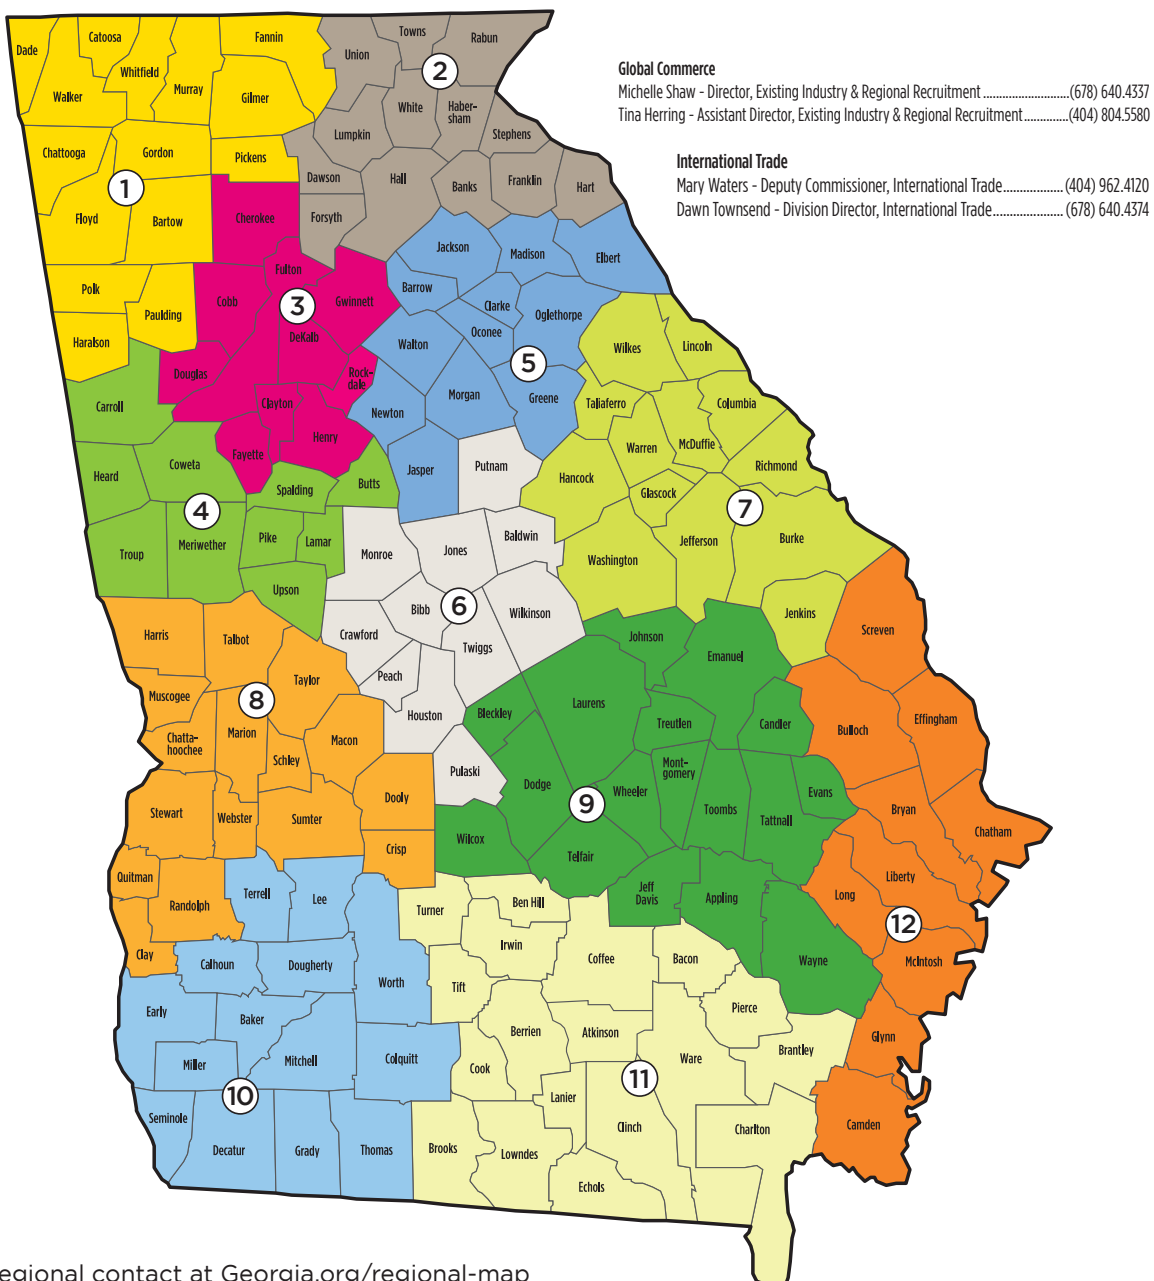 Global Commerce
Michelle Shaw - Director, Existing Industry & Regional Recruitment ...........................(678) 640.4337
Tina Herring - Assistant Director, Existing Industry & Regional Recruitment..............(404) 804.5580
International Trade
Mary Waters - Deputy Commissioner, International Trade................... (404) 962.4120
Dawn Townsend - Division Director, International Trade...................... (678) 640.4374
Dade
Catoosa
Whitfield
Walker
Murray
Fannin
Gilmer
Chattooga
Gordon
Pickens
1
Floyd
Bartow
Polk
Paulding
Haralson
Union
Towns
Rabun
2
White
Haber-
sham
Lumpkin
Stephens
Dawson
Hall
Banks
Franklin
Hart
Forsyth
Cherokee
Fulton
Cobb
3
Gwinnett
DeKalb
Douglas
Rock-
dale
Clayton
Henry
Fayette
Carroll
Heard
Coweta
Spalding
Butts
4
Troup
Meriwether
Pike
Lamar
Upson
Jackson
Madison
Elbert
Barrow
Clarke
Oglethorpe
Oconee
Walton
5
Morgan
Greene
Newton
Jasper
Putnam
Monroe
Jones
Baldwin
Bibb
6
Wilkinson
Crawford
Twiggs
Peach
Houston
Pulaski
Wilkes
Lincoln
Taliaferro
Columbia
Warren
McDuffie
Richmond
Hancock
Glascock
7
Jefferson
Burke
Washington
Jenkins
Harris
Talbot
Taylor
Muscogee
8
Marion
Chatta-
hoochee
Schley
Macon
Stewart
Webster
Sumter
Dooly
Crisp
Quitman
Randolph
Clay
Johnson
Emanuel
Laurens
Bleckley
Treutlen
Candler
Mont-
gomery
Dodge
9
Wheeler
Toombs
Evans
Tattnall
Wilcox
Telfair
Jeff
Davis
Appling
Wayne
Terrell
Lee
Calhoun
Dougherty
Worth
Early
Baker
Miller
Mitchell
Colquitt
10
Seminole
Decatur
Grady
Thomas
Turner
Ben Hill
Irwin
Coffee
Bacon
Tift
Pierce
Berrien
Atkinson
Ware
Brantley
Cook
11
Lanier
Clinch
Charlton
Brooks
Lowndes
Echols
Screven
Effingham
Bulloch
Bryan
Chatham
Liberty
Long
12
McIntosh
Glynn
Camden
egional contact at Georgia.org/regional-map